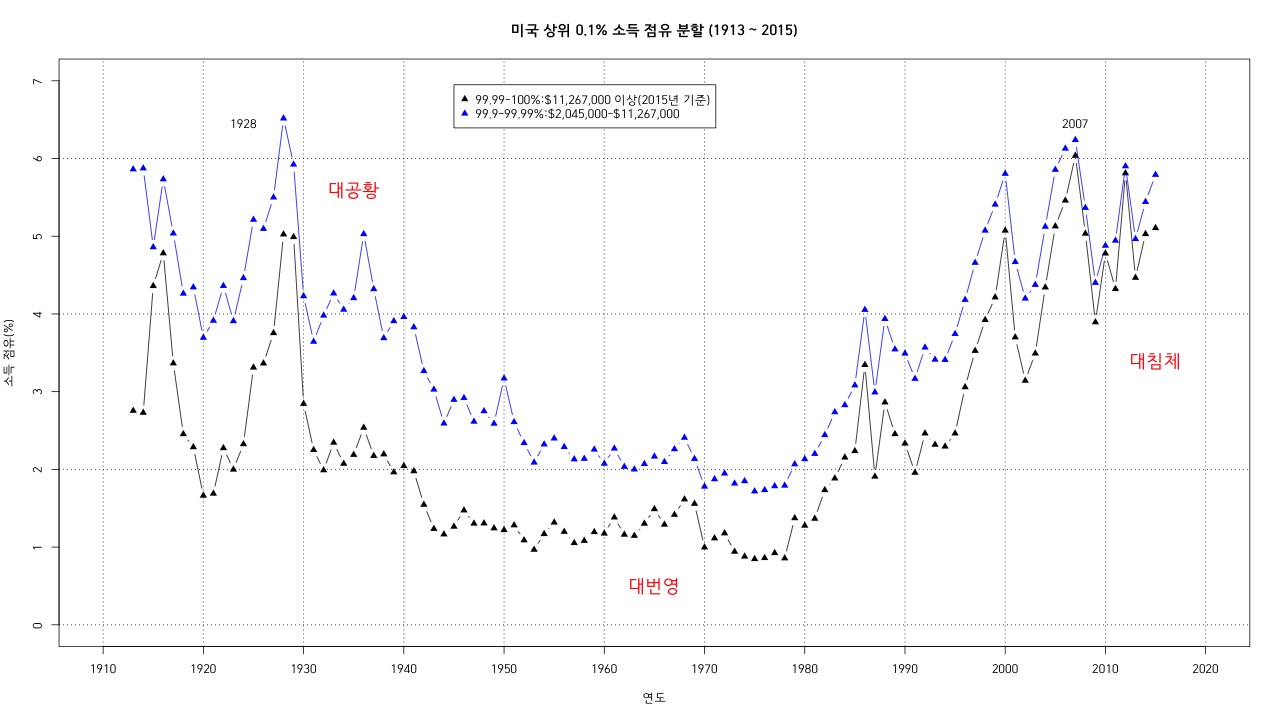 미국 상위 0.1% 소득 점유 분할 (1913 ~ 2015)
99.99-100%:$11,267,000 이상(2015년 기준)
99.9-99.99%:$2,045,000-$11,267,000
1928
2007
대공황
대침체
대번영
소득 점유(%)
7
6
5
4
3
2
1
0
1910 1920 1930 1940 1950 1960 1970 1980 1990 2000 2010 2020
연도